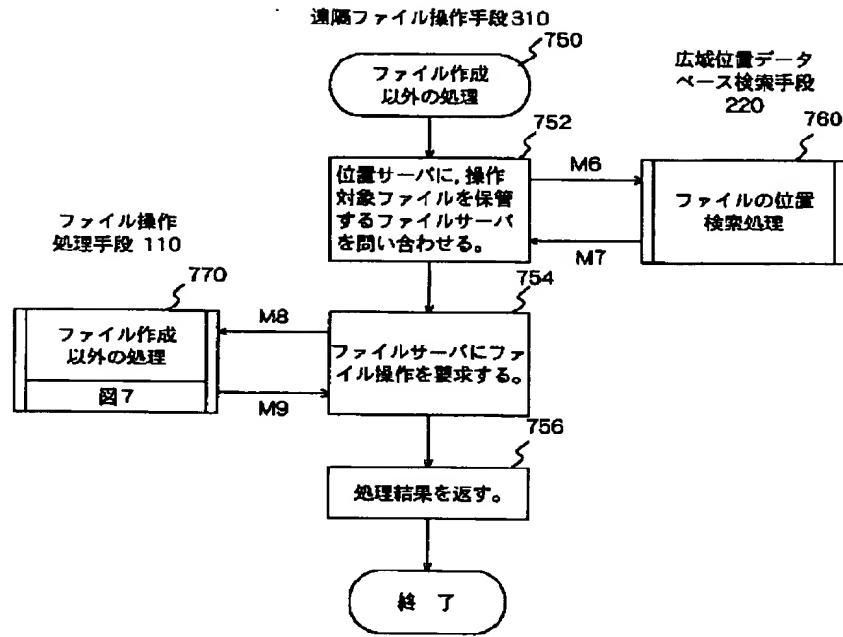 遠隔ファイル操作手段310
750
ファイル作成
以外の処理
広域位置データ
ベース検索手段
220
752
760
位置サーバに,操作
対象ファイルを保管
するファイルサーバ
を問い合わせる。
M6
ファイルの位置
検索処理
M7
ファイル操作
処理手段 110
770
754
ファイル作成
以外の処理
図7
M8
ファイルサーバにファ
イル操作を要求する。
M9
756
処理結果を返す。
終 了